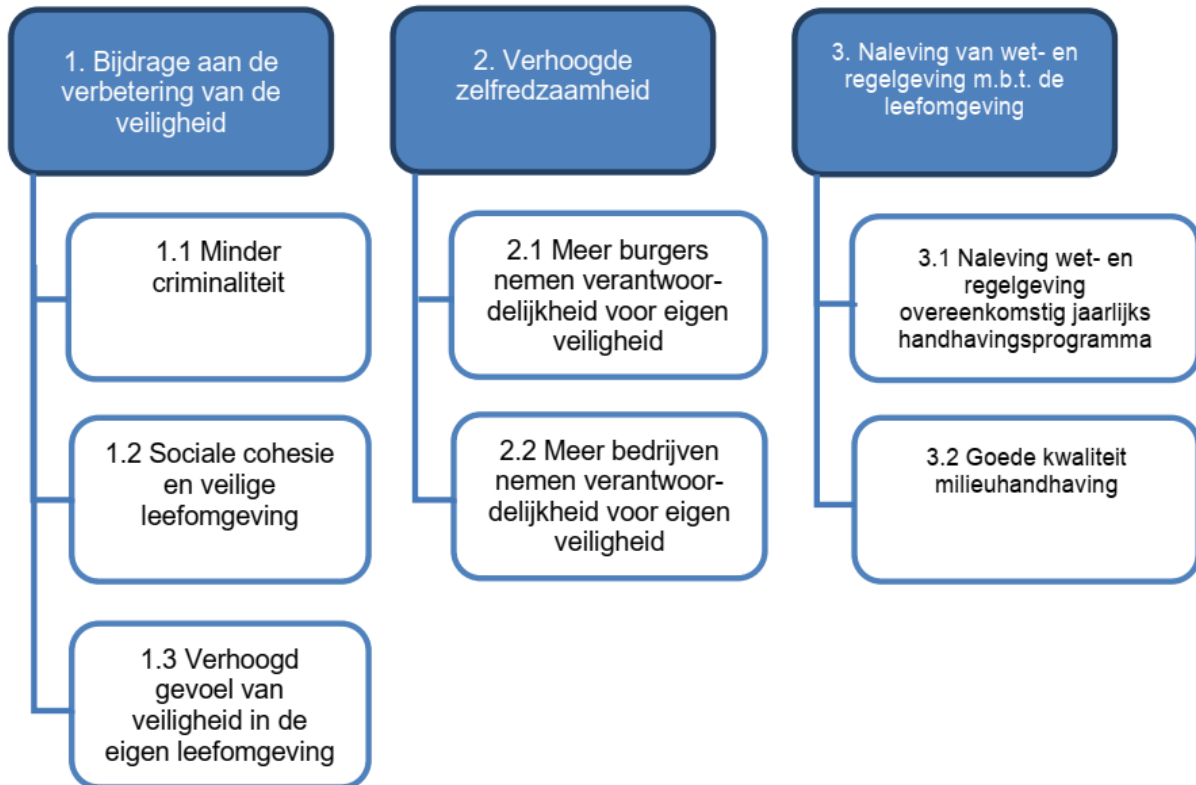 1. Bijdrage aan de
verbetering van de
veiligheid
1.1 Minder
criminaliteit
1.2 Sociale cohesie
en veilige
leefomgeving
1.3 Verhoogd
gevoel van
veiligheid in de
eigen leefomgeving
2. Verhoogde
zelfredzaamheid
2.1 Meer burgers
nemen verantwoor-
delijkheid voor eigen
veiligheid
2.2 Meer bedrijven
nemen verantwoor-
delijkheid voor eigen
veiligheid
3. Naleving van wet- en
regelgeving m.b.t. de
leefomgeving
3.1 Naleving wet- en
regelgeving
overeenkomstig jaarlijks
handhavingsprogramma
3.2 Goede kwaliteit
milieuhandhaving